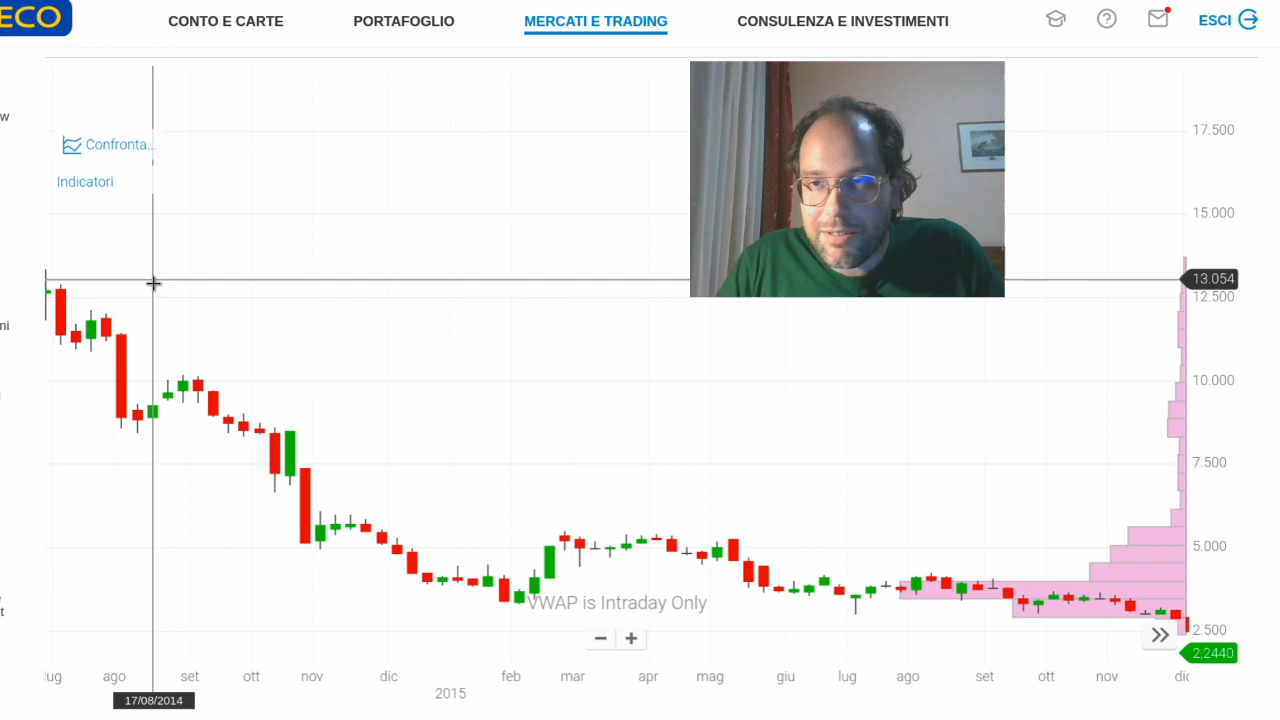 ECO
CONTO E CARTE
PORTAFOGLIO
MERCATI E TRADING
CONSULENZA E INVESTIMENTI
ESCI
w
Confronta...
Indicatori
ni
t
17.500
15.000
13.054
12.500
10.000
7.500
5.000
2.500
2,2440
VWAP is Intraday Only
lug ago set ott nov dic feb mar apr mag giu lug ago set ott nov dic
2015
17/08/2014